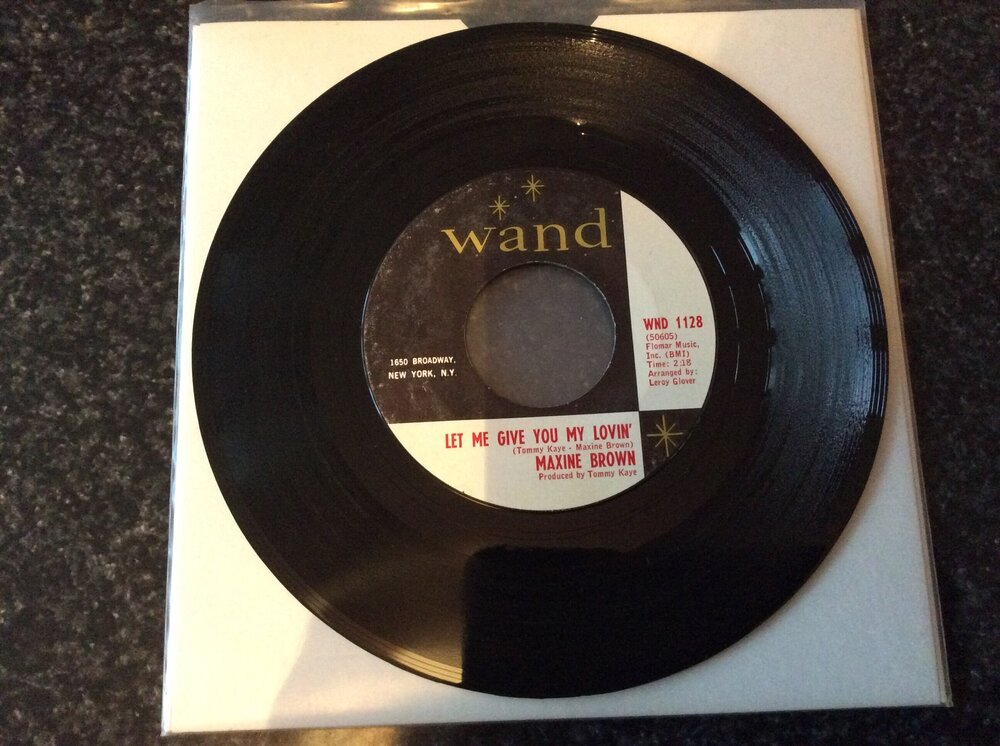 wand
WND 1128
(50605)
Flomar Music,
Inc. (BMI)
Time: 2:18
Arranged by:
Leroy Glover
1650 BROADWAY,
NEW YORK, N.Y.
LET ME GIVE YOU MY LOVIN'
(Tommy Kaye - Maxine Brown)
MAXINE BROWN
Produced by Tommy Kaye